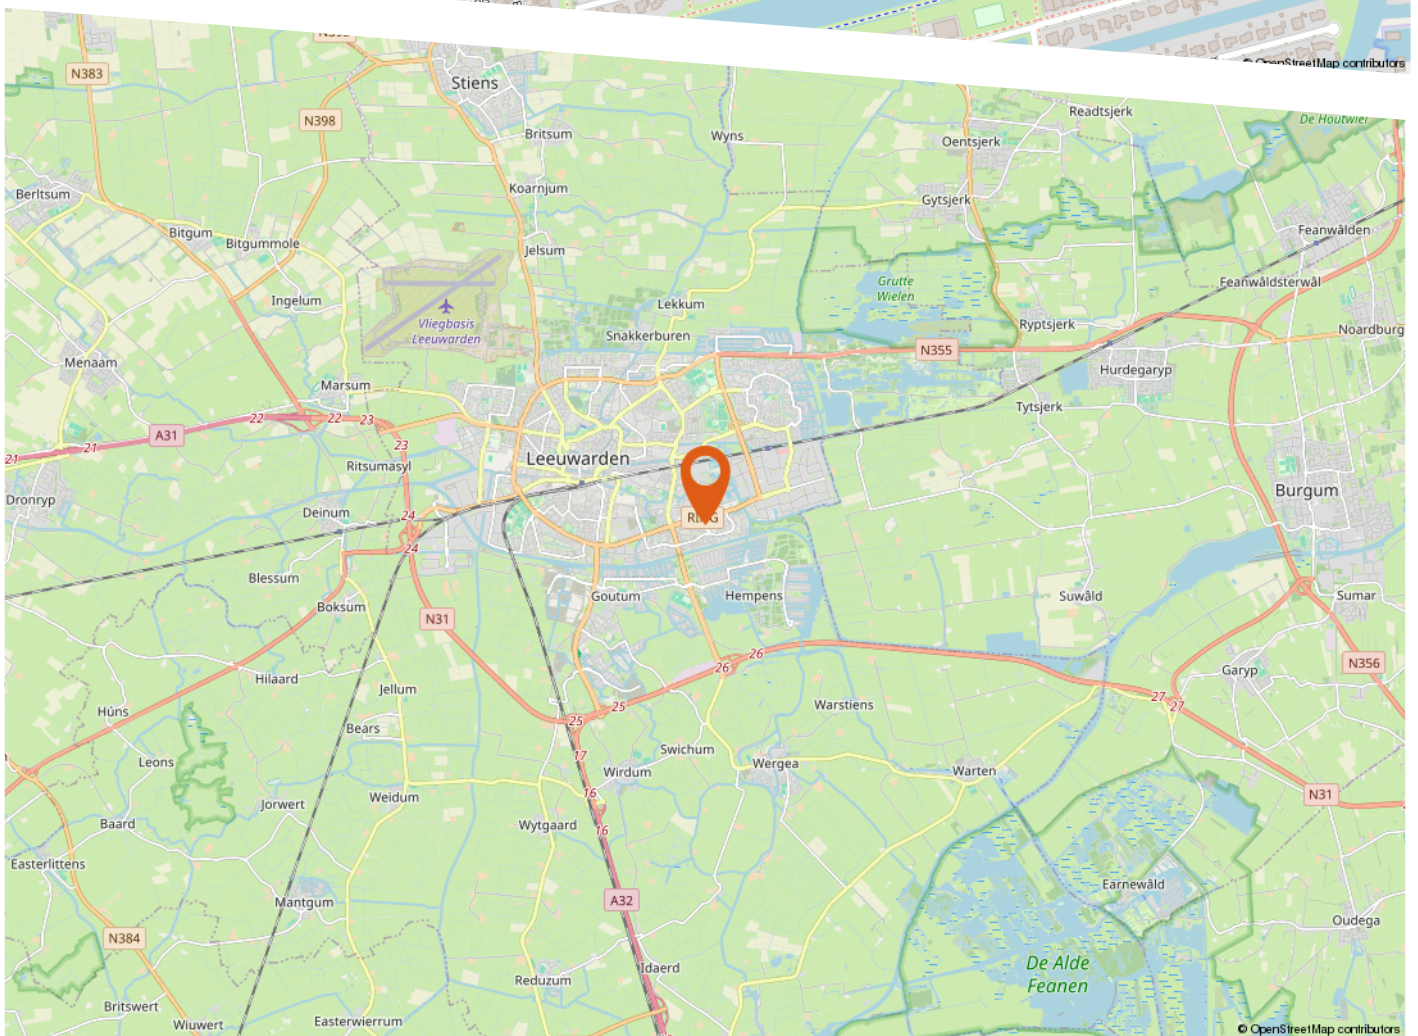 © OpenStreetMap contributors
N383
Stiens
N398
Britsum
Wyns
Readtsjerk
Oentsjerk
De Houtwiel
Berltsum
Koarnjum
Gytsjerk
Bitgum
Bitgummole
Jelsum
Feanwâlden
Grutte
Wielen
Feanwâldsterwâl
Ingelum
Lekkum
Vliegbasis
Leeuwarden
Snakkerburen
Ryptsjerk
Noardburg
N355
Menaam
Hurdegaryp
Marsum
Tytsjerk
22
22
23
A31
23
21
21
Leeuwarden
Ritsumasyl
Burgum
Dronryp
Deinum
24
24
Blessum
Boksum
Goutum
Hempens
Suwâld
Sumar
N31
26
26
N356
Garyp
Hilaard
Jellum
27
27
Húns
25
25
Warstiens
Bears
Swichum
17
Leons
Wirdum
Wergea
Warten
Jorwert
Weidum
16
N31
Baard
Wytgaard
16
Easterlittens
Earnewâld
Mantgum
A32
Oudega
N384
De Alde
Feanen
Idaerd
Reduzum
Britswert
Wiuwert
Easterwierrum
© OpenStreetMap contributors